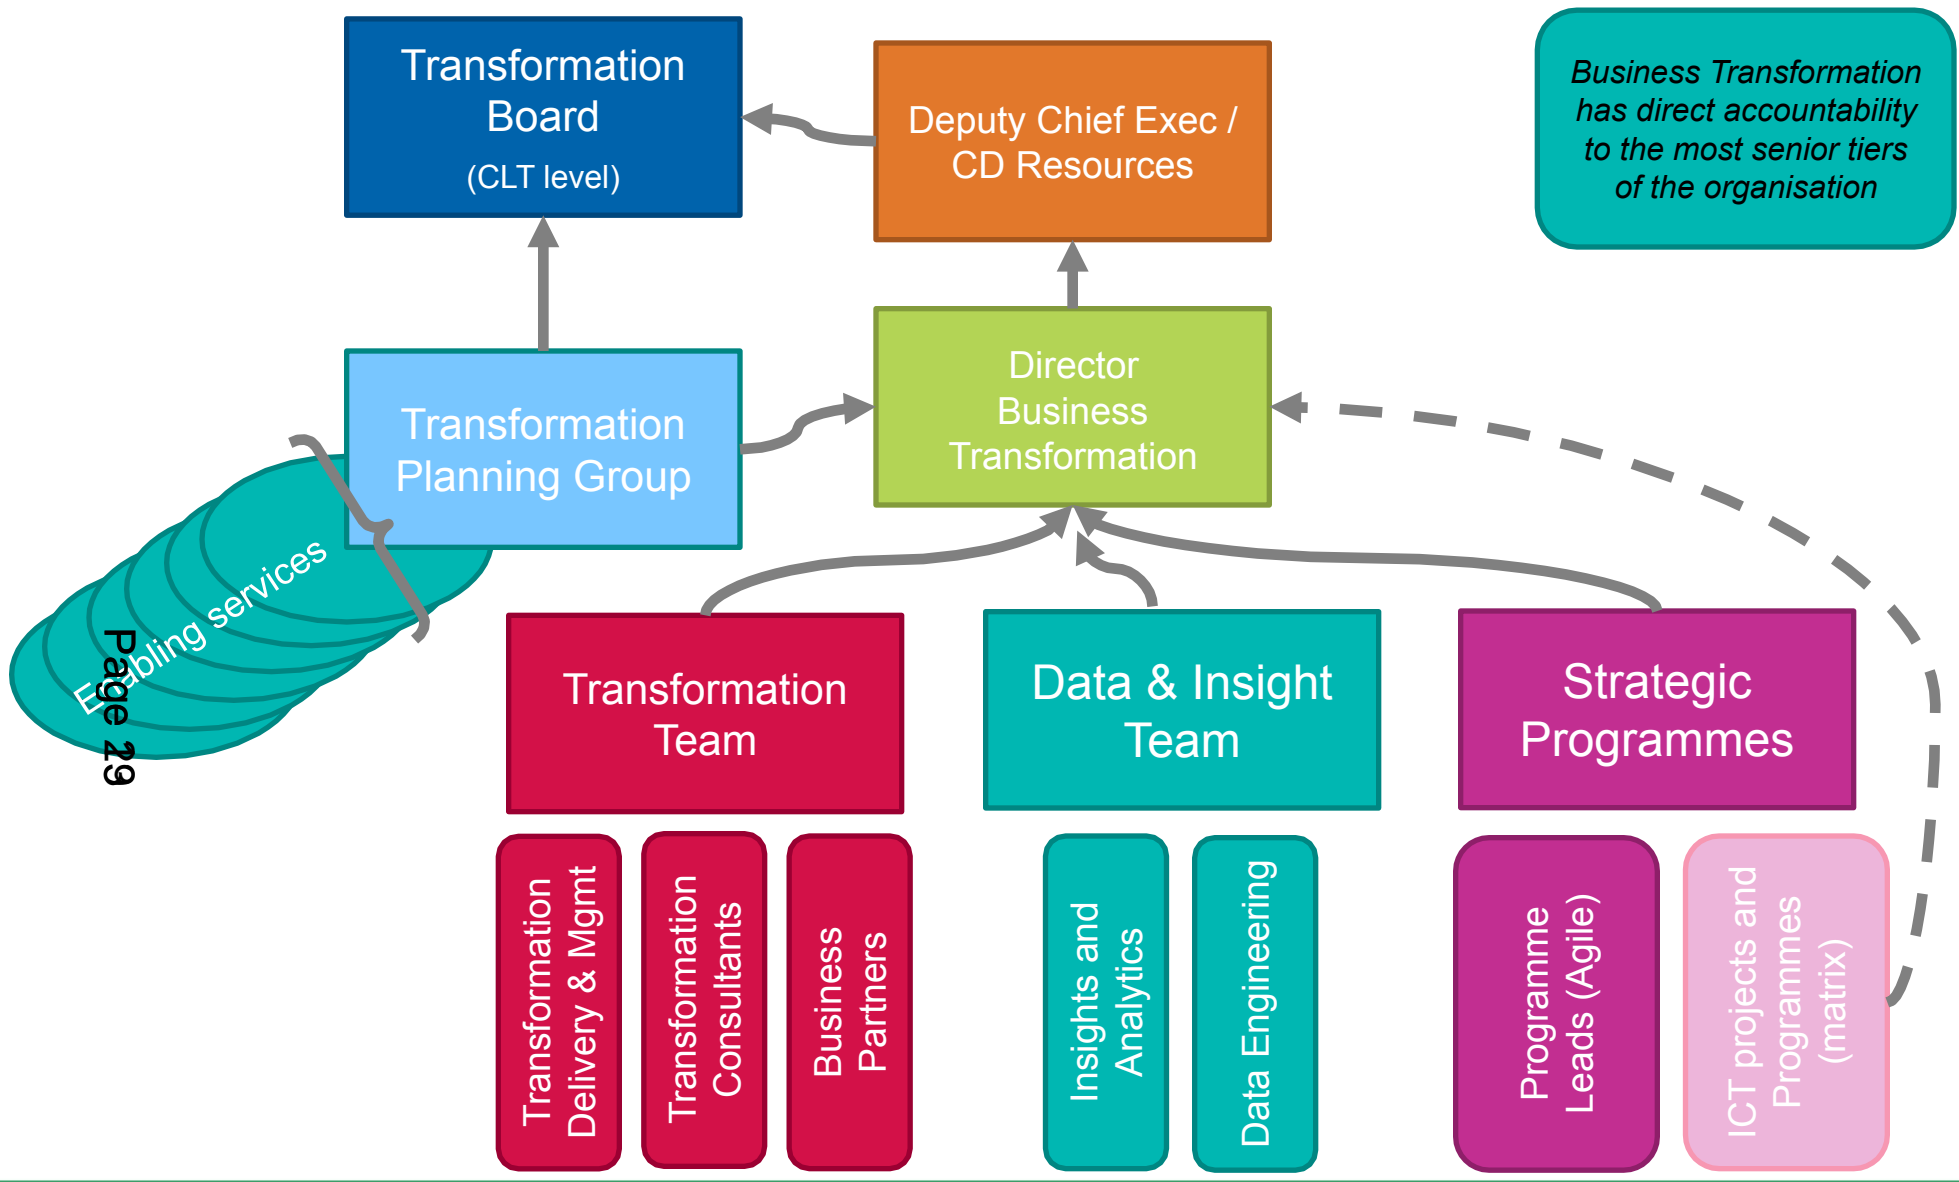 Transformation
Board
(CLT level)
Deputy Chief Exec /
CD Resources
Business Transformation
has direct accountability
to the most senior tiers
of the organisation
Transformation
Planning Group
Director
Business
Transformation
Enabling services
Page
Transformation
Team
Data & Insight
Team
Strategic
Programmes
Transformation
Delivery & Mgmt
Transformation
Consultants
Business
Partners
Insights and
Analytics
Data Engineering
Programme
Leads (Agile)
ICT projects and
Programmes
(matrix)